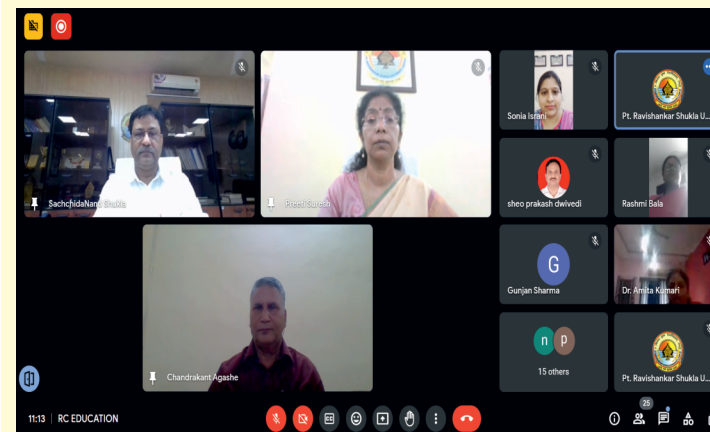 SachchidaNand Shukla
Preeti Suresh
Sonia Israni
Pt. Ravishankar Shukla U...
sheo prakash dwivedi
Rashmi Bala
Chandrakant Agashe
G
Gunjan Sharma
Dr. Amita Kumari
n p
15 others
Pt. Ravishankar Shukla U...
11:13 | RC EDUCATION
25